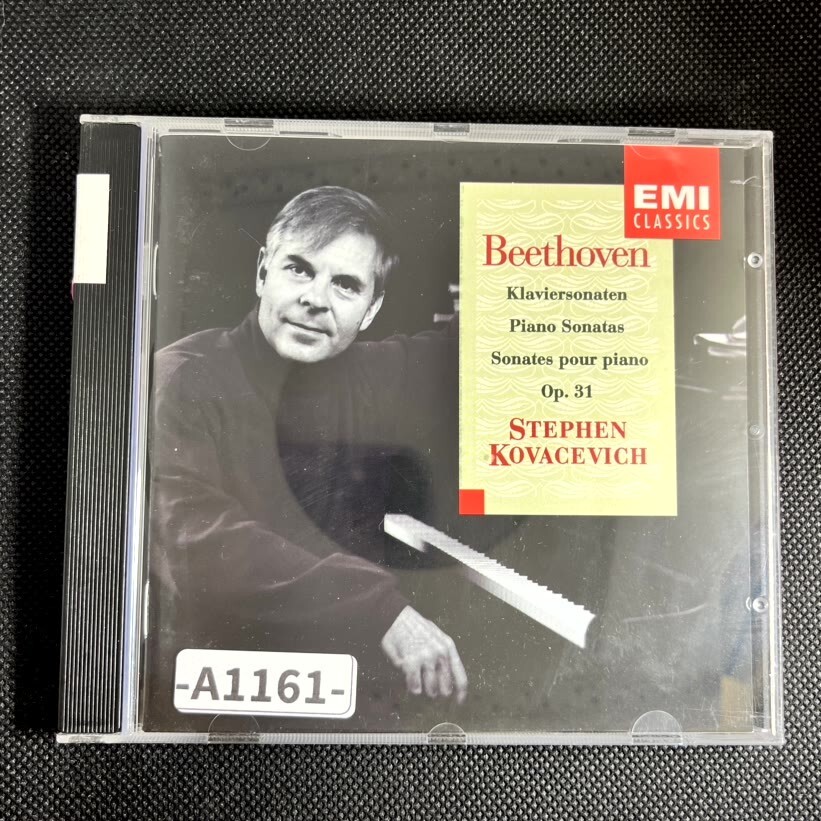 EMI
CLASSICS
Beethoven
Klaviersonaten
Piano Sonatas
Sonates pour piano
Op. 31
STEPHEN
KOVACEVICH
-A1161-